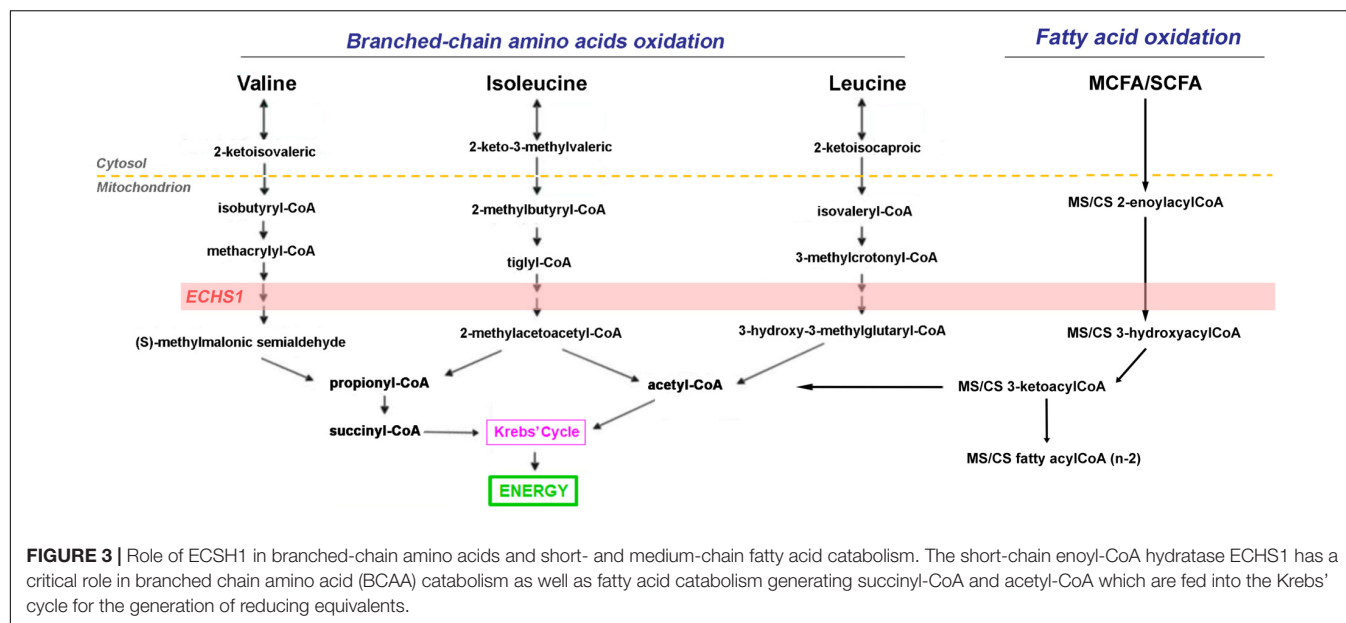 Branched-chain amino acids oxidation
Fatty acid oxidation
Valine
Isoleucine
Leucine
MCFA/SCFA
2-ketoisovaleric
2-keto-3-methylvaleric
2-ketoisocaproic
Cytosol
Mitochondrion
isobutyryl-CoA
2-methylbutyryl-CoA
isovaleryl-CoA
MS/CS 2-enoylacylCoA
methacrylyl-CoA
tiglyl-CoA
3-methylcrotonyl-CoA
ECHS1
(S)-methylmalonic semialdehyde
2-methylacetoacetyl-CoA
3-hydroxy-3-methylglutaryl-CoA
MS/CS 3-hydroxyacylCoA
propionyl-CoA
acetyl-CoA
MS/CS 3-ketoacylCoA
succinyl-CoA
Krebs'Cycle
MS/CS fatty acylCoA (n-2)
ENERGY
FIGURE 3 | Role of ECSH1 in branched-chain amino acids and short- and medium-chain fatty acid catabolism. The short-chain enoyl-CoA hydratase ECHS1 has a
critical role in branched chain amino acid (BCAA) catabolism as well as fatty acid catabolism generating succinyl-CoA and acetyl-CoA which are fed into the Krebs'
cycle for the generation of reducing equivalents.